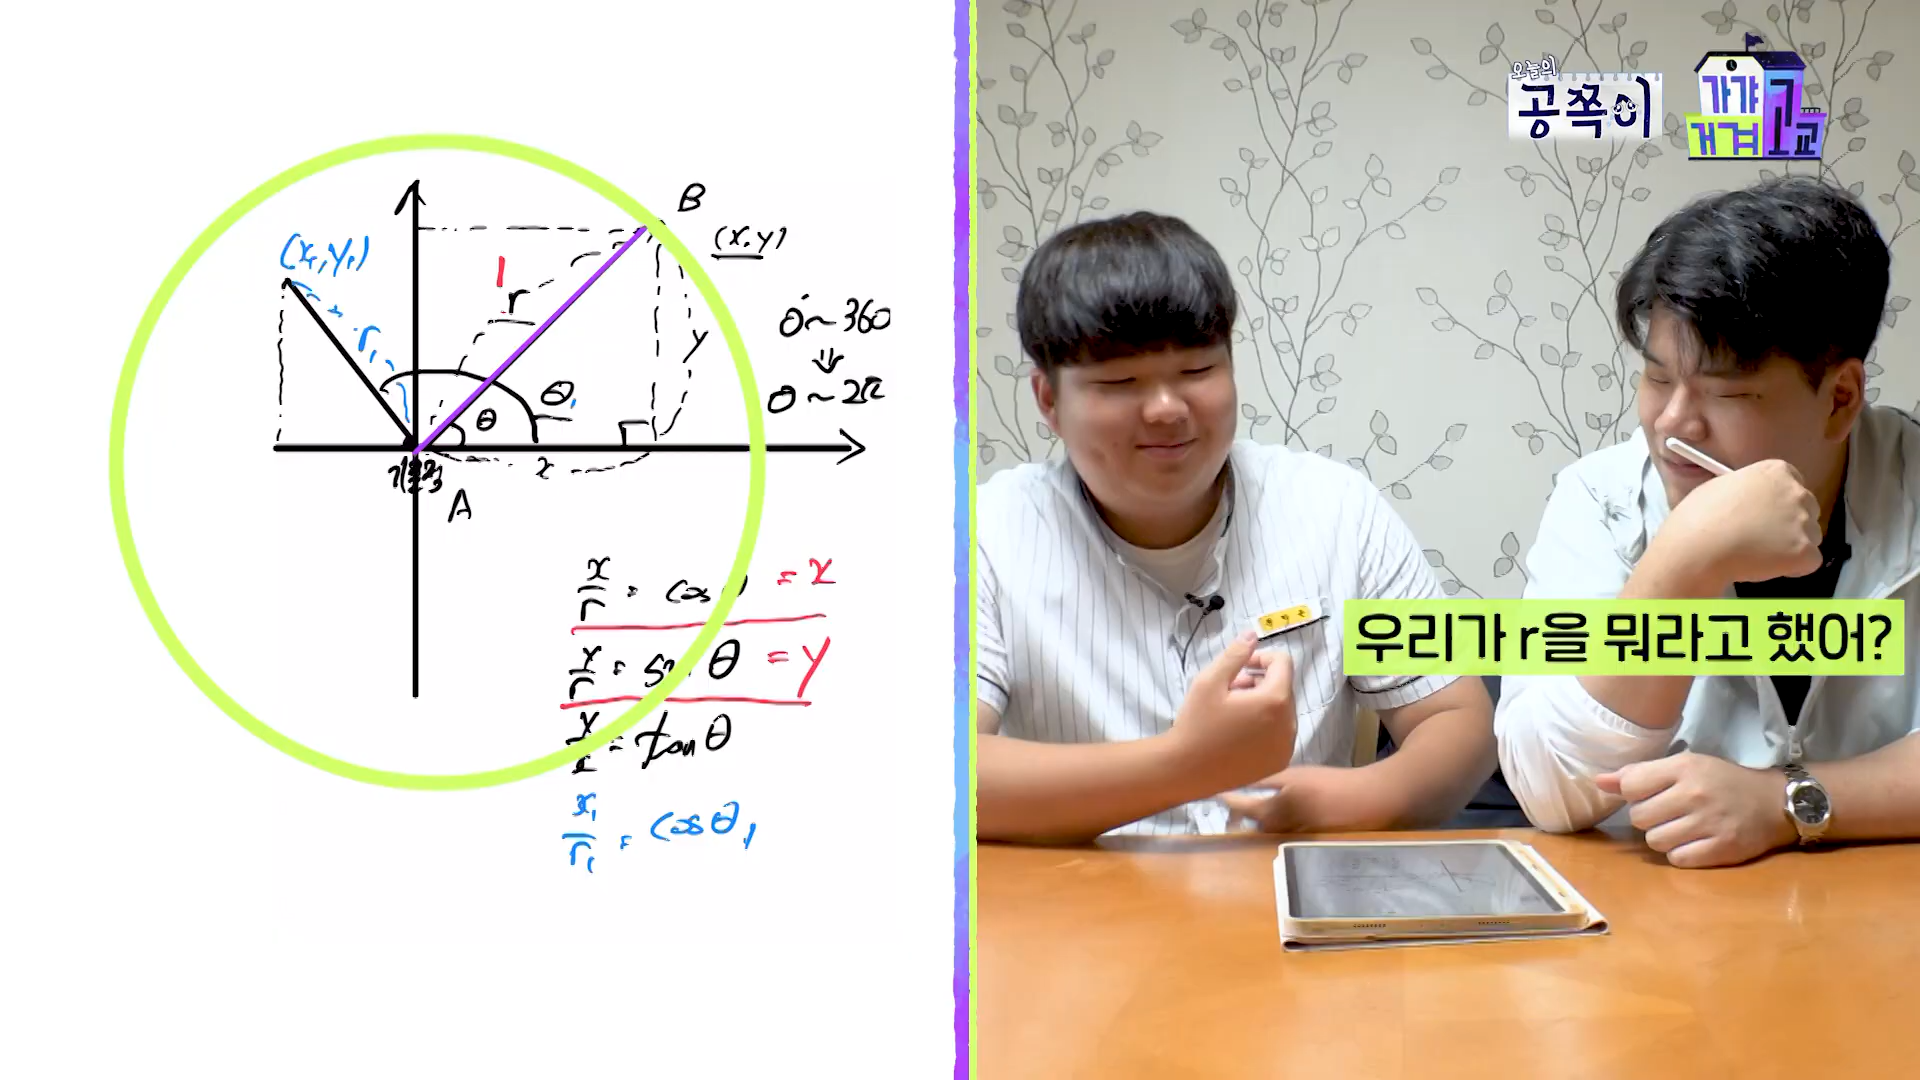 B
(x, y)
(x₁, y₁)
1
r
r₁
y
0 ~ 360
⇓
0 ~ 2π
θ₁
θ
x
A
x/r = cos θ = x
y/r = sin θ = y
y/x = tan θ
x₁/r₁ = cos θ₁
오늘의
공쪽이
가갸
거겨
고교
우리가 r을 뭐라고 했어?